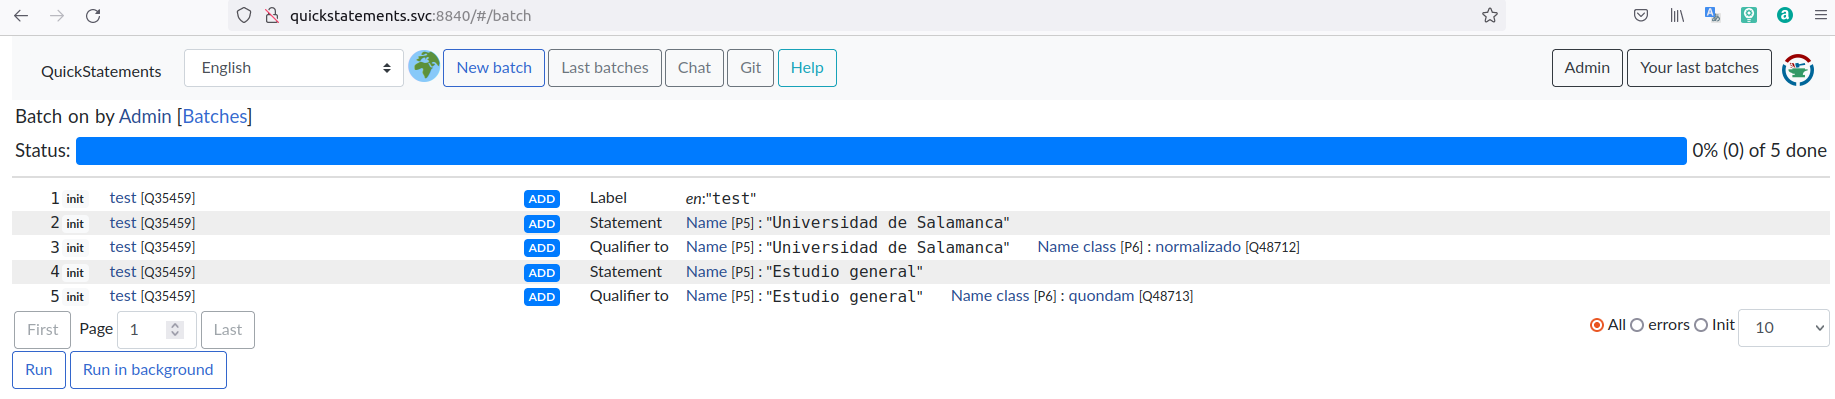 quickstatements.svc:8840/#/batch
QuickStatements English New batch Last batches Chat Git Help Admin Your last batches
Batch on by Admin [Batches]
Status: 0% (0) of 5 done
1 init test [Q35459] ADD Label en:"test"
2 init test [Q35459] ADD Statement Name [P5] : "Universidad de Salamanca"
3 init test [Q35459] ADD Qualifier to Name [P5] : "Universidad de Salamanca" Name class [P6] : normalizado [Q48712]
4 init test [Q35459] ADD Statement Name [P5] : "Estudio general"
5 init test [Q35459] ADD Qualifier to Name [P5] : "Estudio general" Name class [P6] : quondam [Q48713]
First Page 1 Last All errors Init 10
Run Run in background